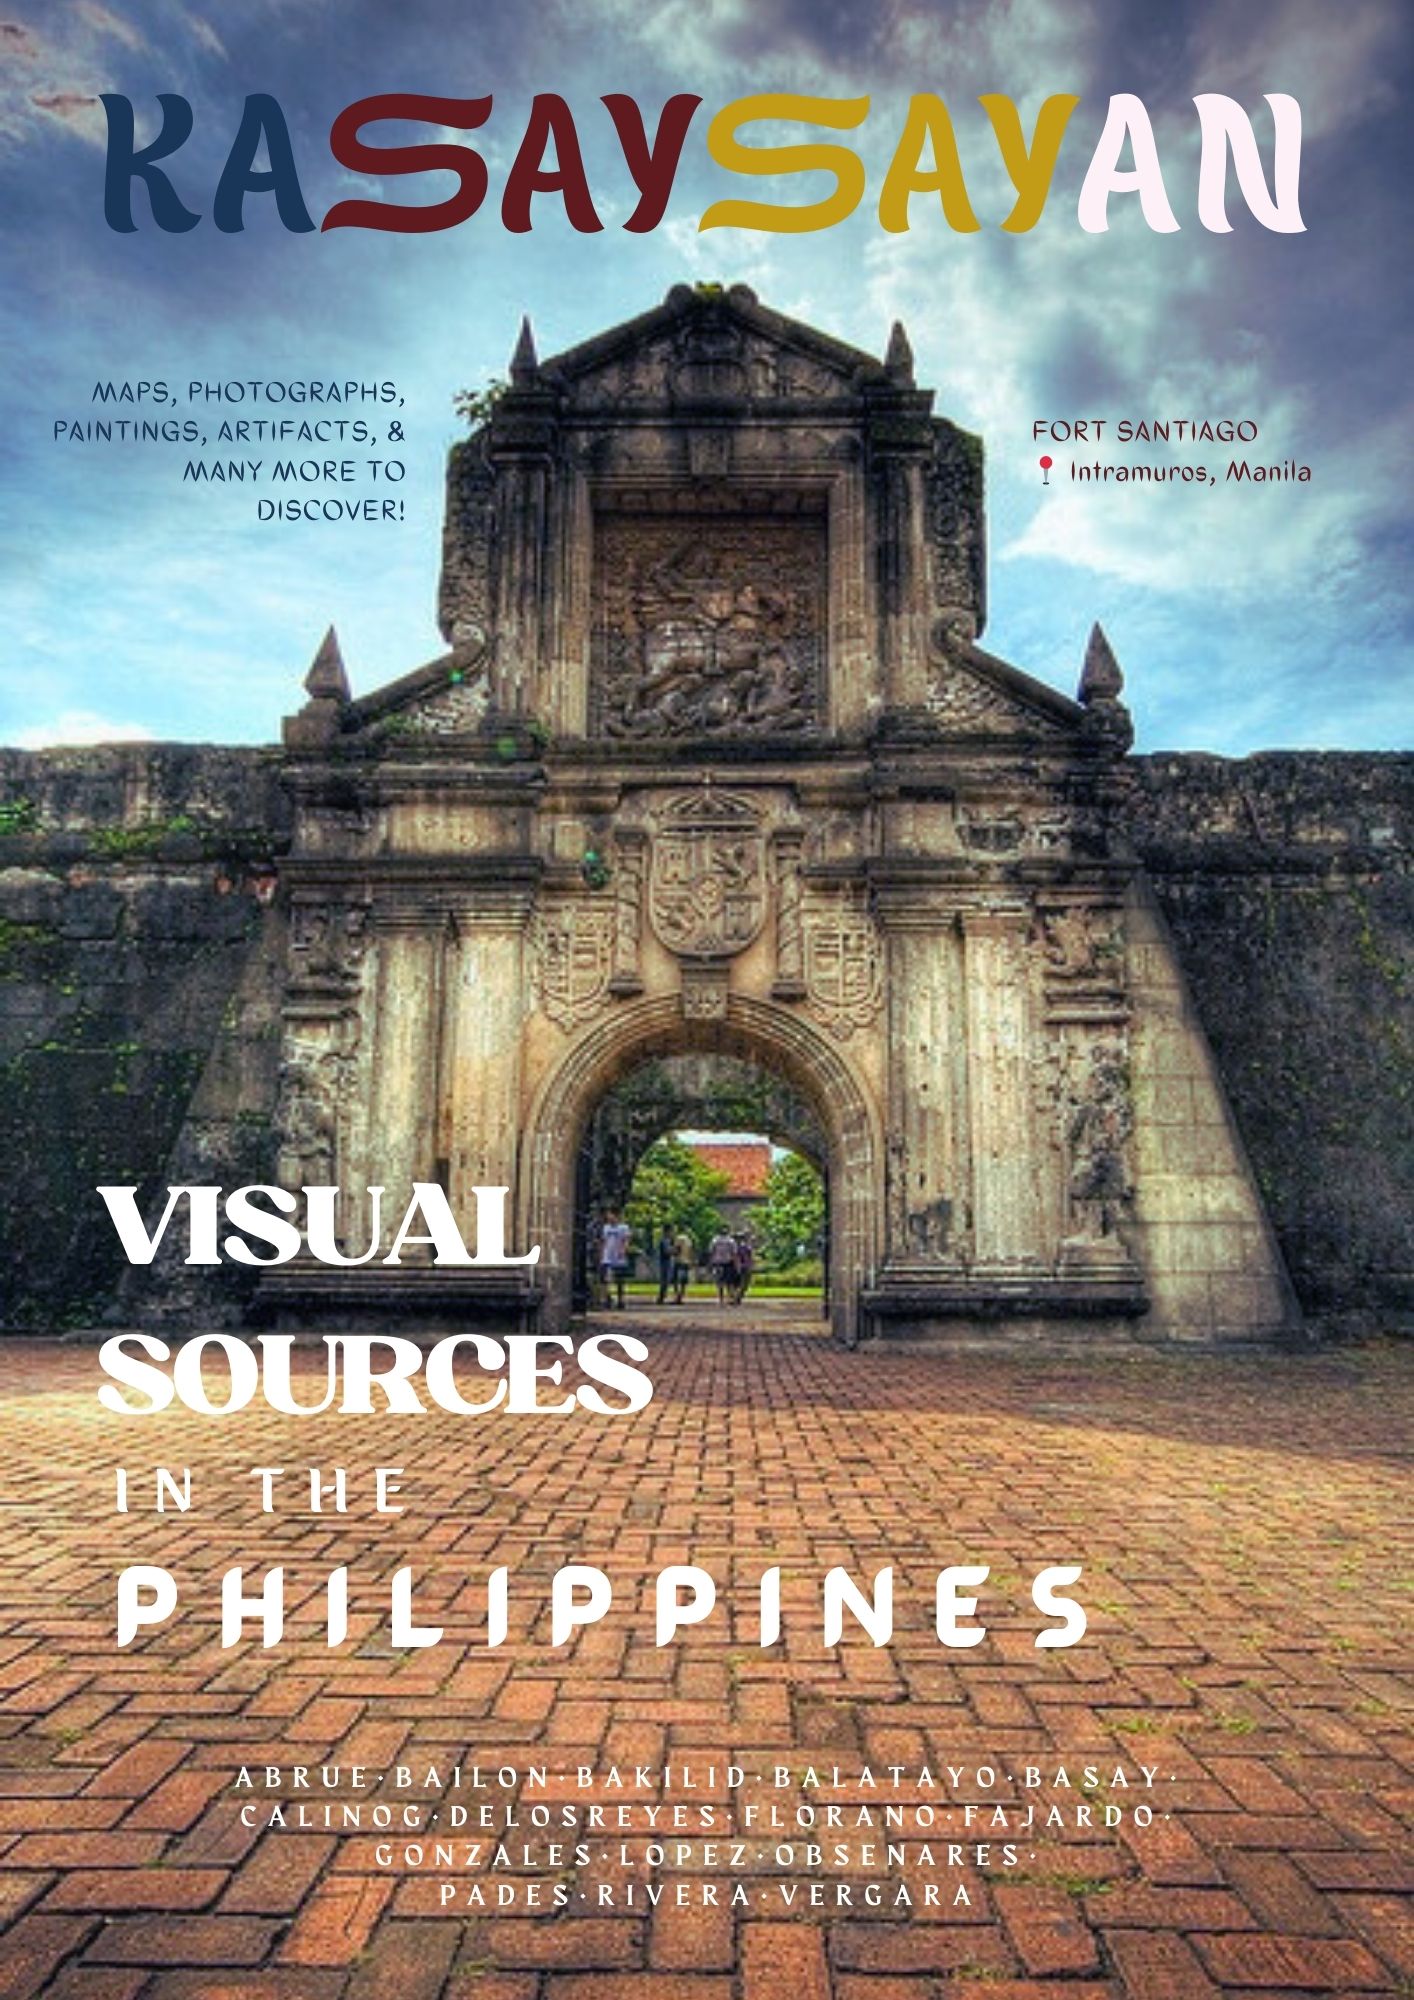 KASAYSAYAN
MAPS, PHOTOGRAPHS,
PAINTINGS, ARTIFACTS, &
MANY MORE TO
DISCOVER!
FORT SANTIAGO
📍 Intramuros, Manila
VISUAL
SOURCES
IN THE
PHILIPPINES
ABRUE·BAILON·BAKILID·BALATAYO·BASAY·
CALINOG·DELOSREYES·FLORANO·FAJARDO·
GONZALES·LOPEZ·OBSENARES·
PADES·RIVERA·VERGARA